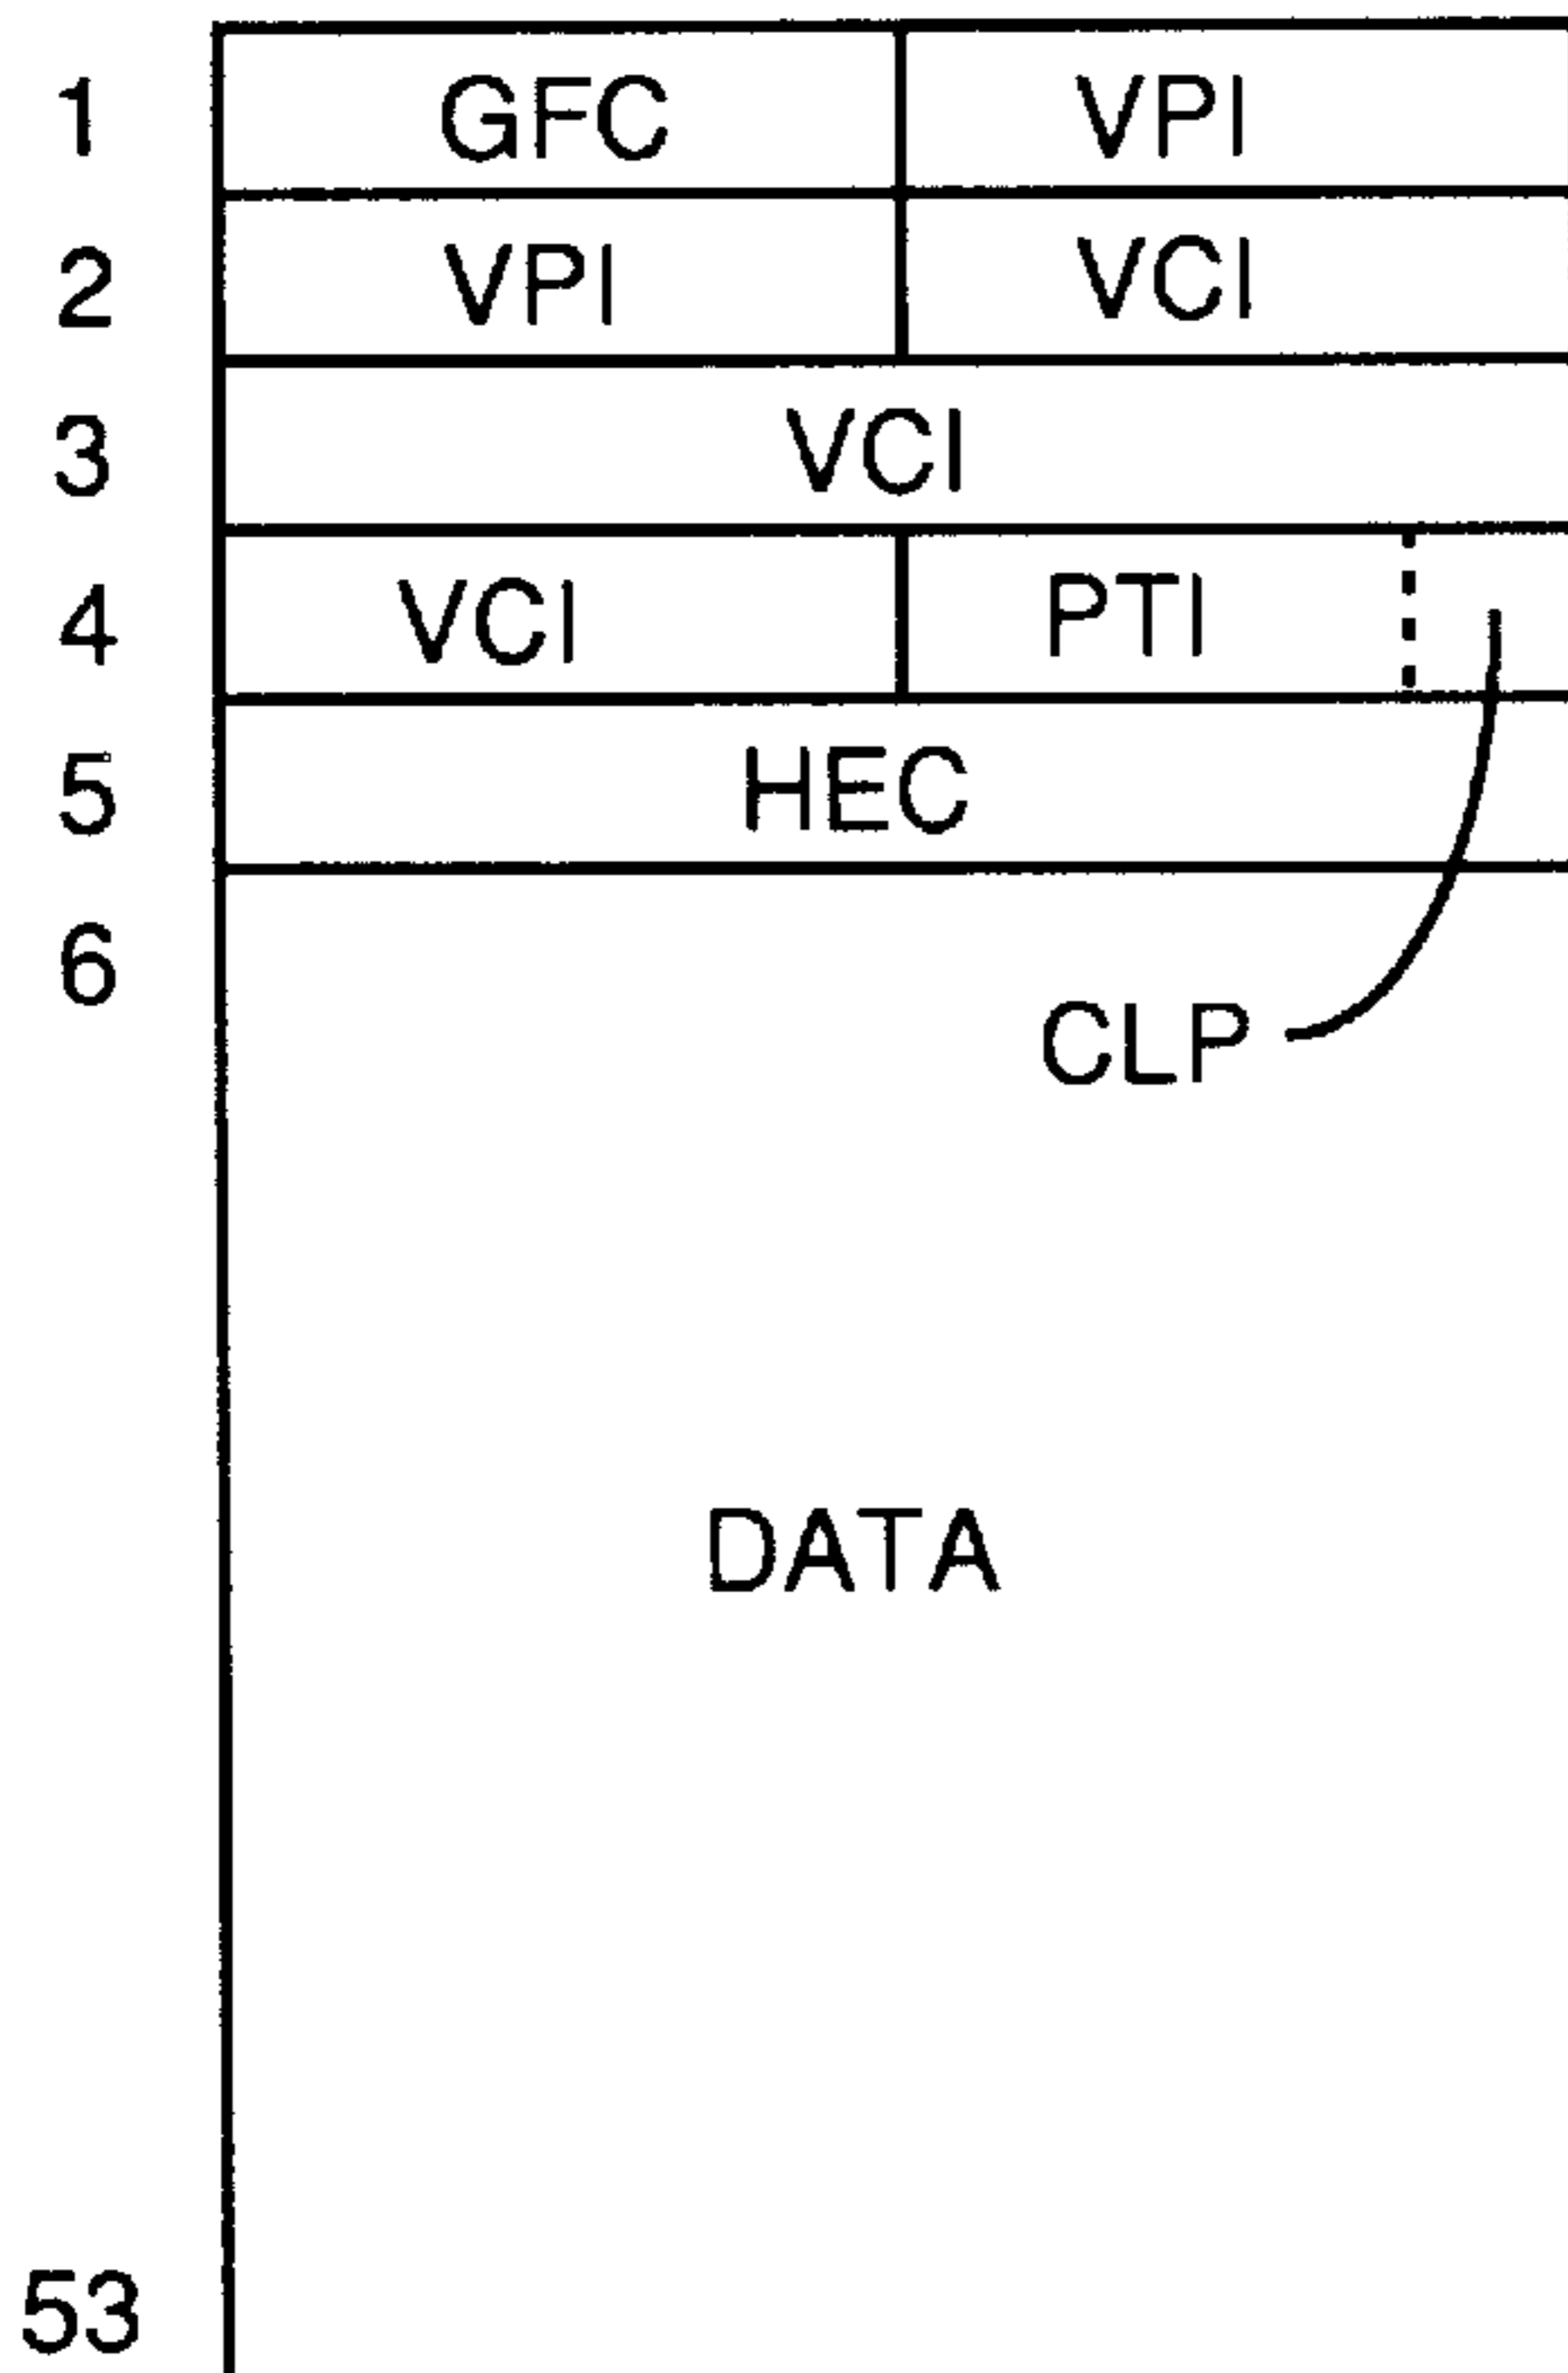 1 GFC VPI
2 VPI VCI
3 VCI
4 VCI PTI
5 HEC
6
CLP
DATA
53